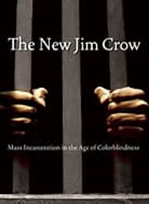 The New Jim Crow
Mass Incarceration in the Age of Colorblindness